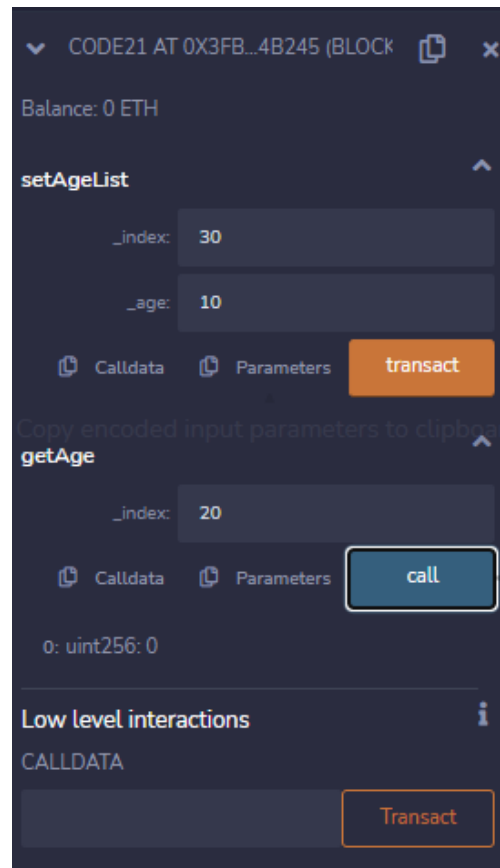 CODE21 AT 0X3FB...4B245 (BLOCK
Balance: 0 ETH
setAgeList
_index: 30
_age: 10
Calldata Parameters transact
Copy encoded input parameters to clipboa
getAge
_index: 20
Calldata Parameters call
0: uint256: 0
Low level interactions
CALLDATA
Transact